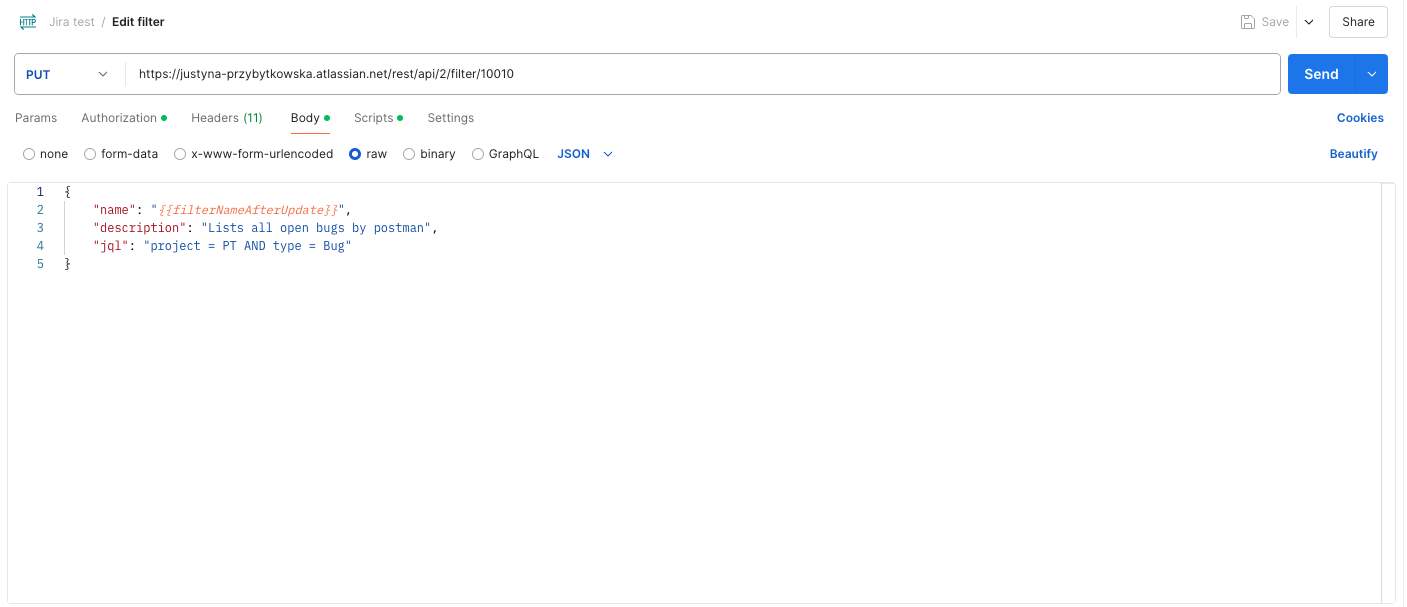 HTTP Jira test / Edit filter Save Share
PUT https://justyna-przybytkowska.atlassian.net/rest/api/2/filter/10010 Send
Params Authorization Headers (11) Body Scripts Settings Cookies
none form-data x-www-form-urlencoded raw binary GraphQL JSON Beautify
1 {
2 "name": "{{filterNameAfterUpdate}}",
3 "description": "Lists all open bugs by postman",
4 "jql": "project = PT AND type = Bug"
5 }